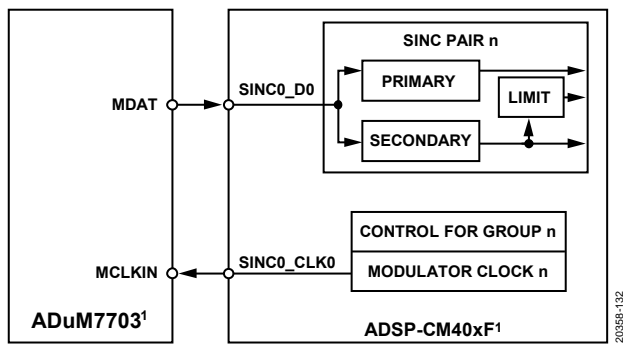 SINC PAIR n
PRIMARY
LIMIT
SECONDARY
MDAT
SINC0_D0
CONTROL FOR GROUP n
MODULATOR CLOCK n
MCLKIN
SINC0_CLK0
ADuM7703¹
ADSP-CM40xF¹
20358-132